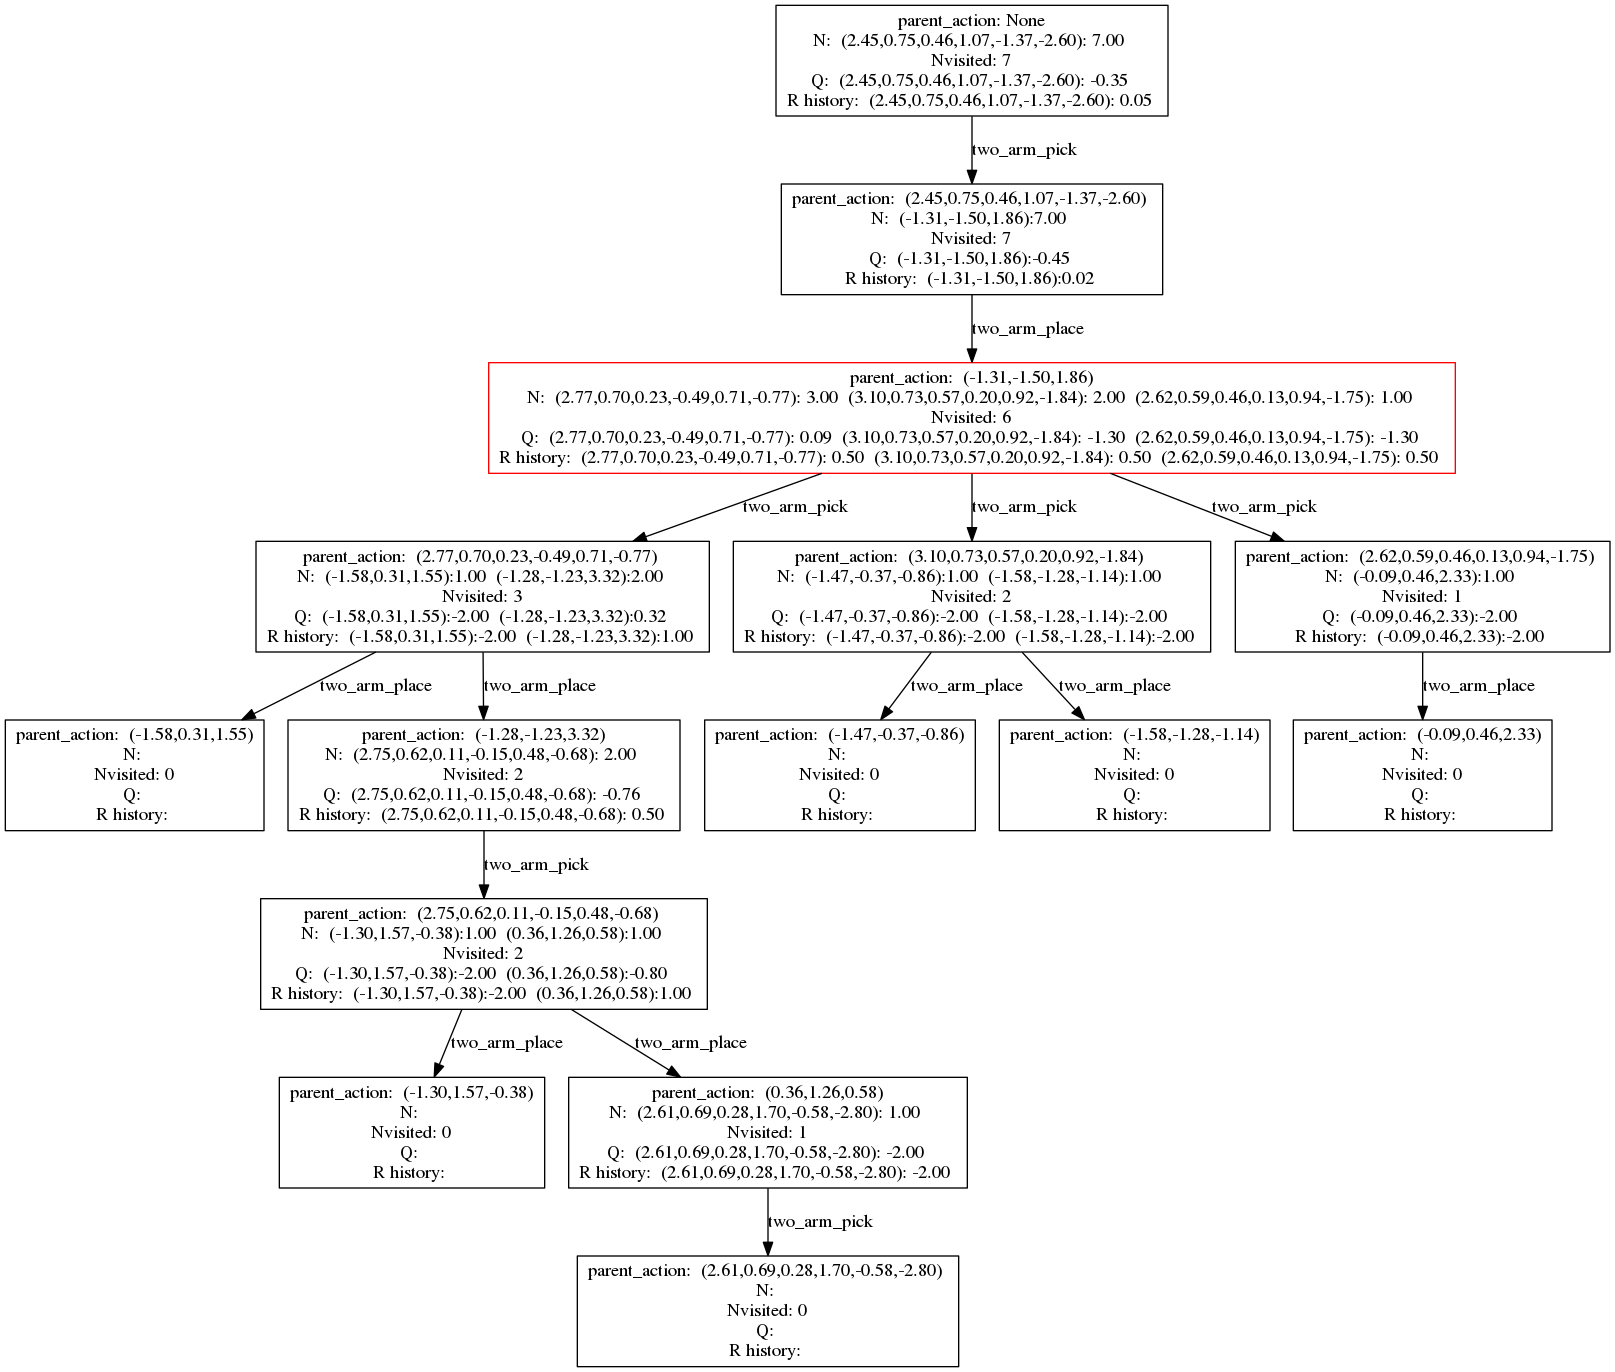 parent_action: None
N: (2.45,0.75,0.46,1.07,-1.37,-2.60): 7.00
Nvisited: 7
Q: (2.45,0.75,0.46,1.07,-1.37,-2.60): -0.35
R history: (2.45,0.75,0.46,1.07,-1.37,-2.60): 0.05
two_arm_pick
parent_action: (2.45,0.75,0.46,1.07,-1.37,-2.60)
N: (-1.31,-1.50,1.86):7.00
Nvisited: 7
Q: (-1.31,-1.50,1.86):-0.45
R history: (-1.31,-1.50,1.86):0.02
two_arm_place
parent_action: (-1.31,-1.50,1.86)
N: (2.77,0.70,0.23,-0.49,0.71,-0.77): 3.00 (3.10,0.73,0.57,0.20,0.92,-1.84): 2.00 (2.62,0.59,0.46,0.13,0.94,-1.75): 1.00
Nvisited: 6
Q: (2.77,0.70,0.23,-0.49,0.71,-0.77): 0.09 (3.10,0.73,0.57,0.20,0.92,-1.84): -1.30 (2.62,0.59,0.46,0.13,0.94,-1.75): -1.30
R history: (2.77,0.70,0.23,-0.49,0.71,-0.77): 0.50 (3.10,0.73,0.57,0.20,0.92,-1.84): 0.50 (2.62,0.59,0.46,0.13,0.94,-1.75): 0.50
two_arm_pick
two_arm_pick
two_arm_pick
parent_action: (2.77,0.70,0.23,-0.49,0.71,-0.77)
N: (-1.58,0.31,1.55):1.00 (-1.28,-1.23,3.32):2.00
Nvisited: 3
Q: (-1.58,0.31,1.55):-2.00 (-1.28,-1.23,3.32):0.32
R history: (-1.58,0.31,1.55):-2.00 (-1.28,-1.23,3.32):1.00
parent_action: (3.10,0.73,0.57,0.20,0.92,-1.84)
N: (-1.47,-0.37,-0.86):1.00 (-1.58,-1.28,-1.14):1.00
Nvisited: 2
Q: (-1.47,-0.37,-0.86):-2.00 (-1.58,-1.28,-1.14):-2.00
R history: (-1.47,-0.37,-0.86):-2.00 (-1.58,-1.28,-1.14):-2.00
parent_action: (2.62,0.59,0.46,0.13,0.94,-1.75)
N: (-0.09,0.46,2.33):1.00
Nvisited: 1
Q: (-0.09,0.46,2.33):-2.00
R history: (-0.09,0.46,2.33):-2.00
two_arm_place
two_arm_place
two_arm_place
two_arm_place
two_arm_place
parent_action: (-1.58,0.31,1.55)
N:
Nvisited: 0
Q:
R history:
parent_action: (-1.28,-1.23,3.32)
N: (2.75,0.62,0.11,-0.15,0.48,-0.68): 2.00
Nvisited: 2
Q: (2.75,0.62,0.11,-0.15,0.48,-0.68): -0.76
R history: (2.75,0.62,0.11,-0.15,0.48,-0.68): 0.50
parent_action: (-1.47,-0.37,-0.86)
N:
Nvisited: 0
Q:
R history:
parent_action: (-1.58,-1.28,-1.14)
N:
Nvisited: 0
Q:
R history:
parent_action: (-0.09,0.46,2.33)
N:
Nvisited: 0
Q:
R history:
two_arm_pick
parent_action: (2.75,0.62,0.11,-0.15,0.48,-0.68)
N: (-1.30,1.57,-0.38):1.00 (0.36,1.26,0.58):1.00
Nvisited: 2
Q: (-1.30,1.57,-0.38):-2.00 (0.36,1.26,0.58):-0.80
R history: (-1.30,1.57,-0.38):-2.00 (0.36,1.26,0.58):1.00
two_arm_place
two_arm_place
parent_action: (-1.30,1.57,-0.38)
N:
Nvisited: 0
Q:
R history:
parent_action: (0.36,1.26,0.58)
N: (2.61,0.69,0.28,1.70,-0.58,-2.80): 1.00
Nvisited: 1
Q: (2.61,0.69,0.28,1.70,-0.58,-2.80): -2.00
R history: (2.61,0.69,0.28,1.70,-0.58,-2.80): -2.00
two_arm_pick
parent_action: (2.61,0.69,0.28,1.70,-0.58,-2.80)
N:
Nvisited: 0
Q:
R history: